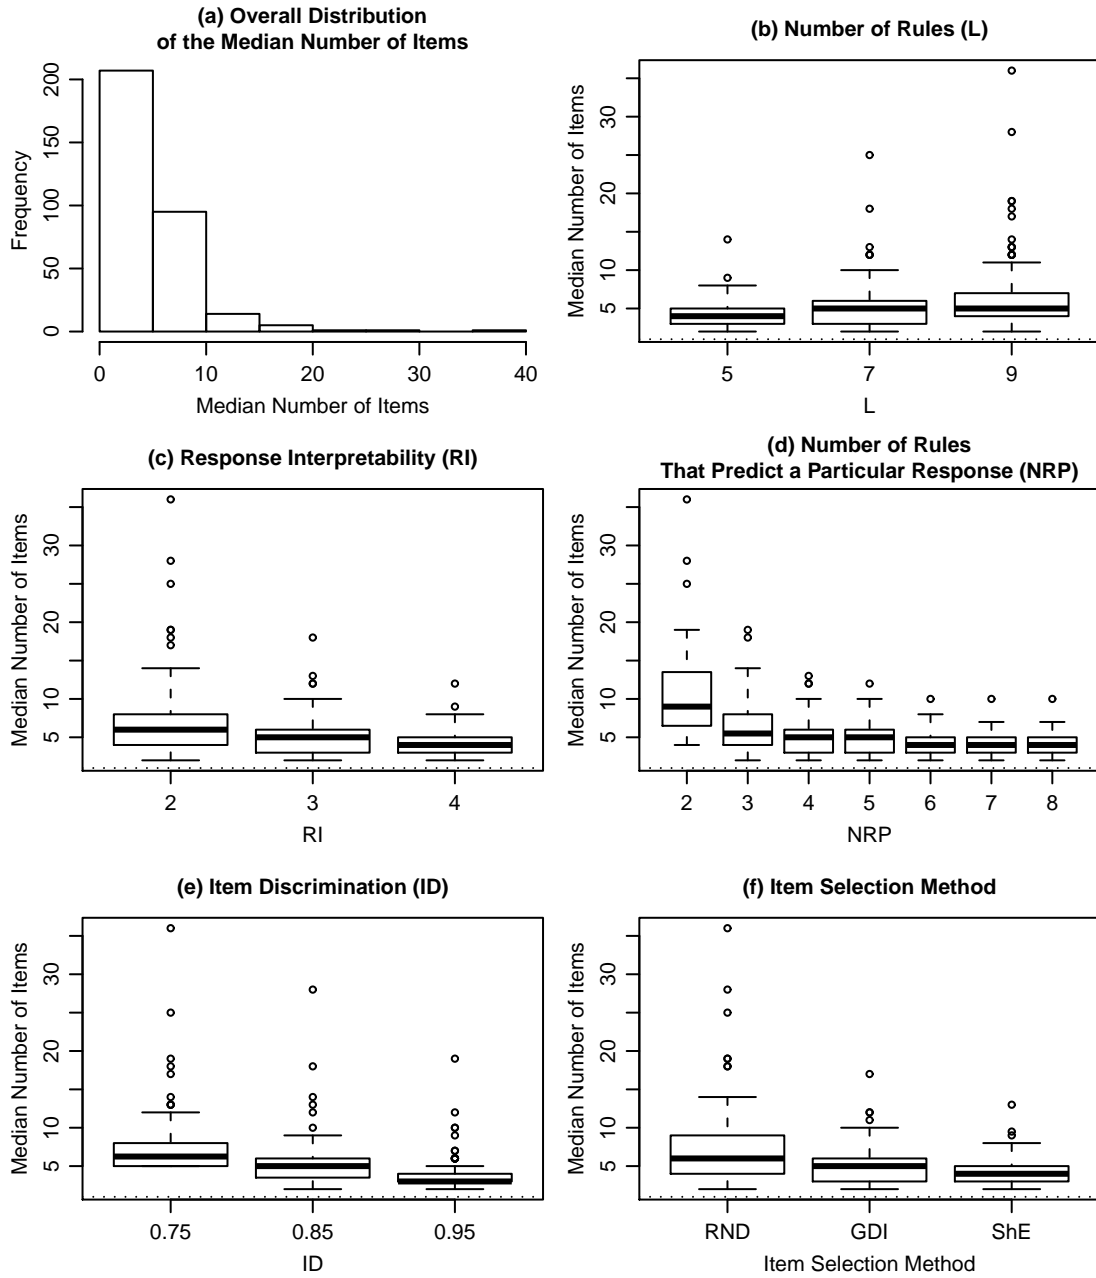 (a) Overall Distribution
of the Median Number of Items
Frequency
200
150
100
50
0
0 10 20 30 40
Median Number of Items
(b) Number of Rules (L)
Median Number of Items
30
20
10
5
5 7 9
L
(c) Response Interpretability (RI)
Median Number of Items
30
20
10
5
2 3 4
RI
(d) Number of Rules
That Predict a Particular Response (NRP)
Median Number of Items
30
20
10
5
2 3 4 5 6 7 8
NRP
(e) Item Discrimination (ID)
Median Number of Items
30
20
10
5
0.75 0.85 0.95
ID
(f) Item Selection Method
Median Number of Items
30
20
10
5
RND GDI ShE
Item Selection Method